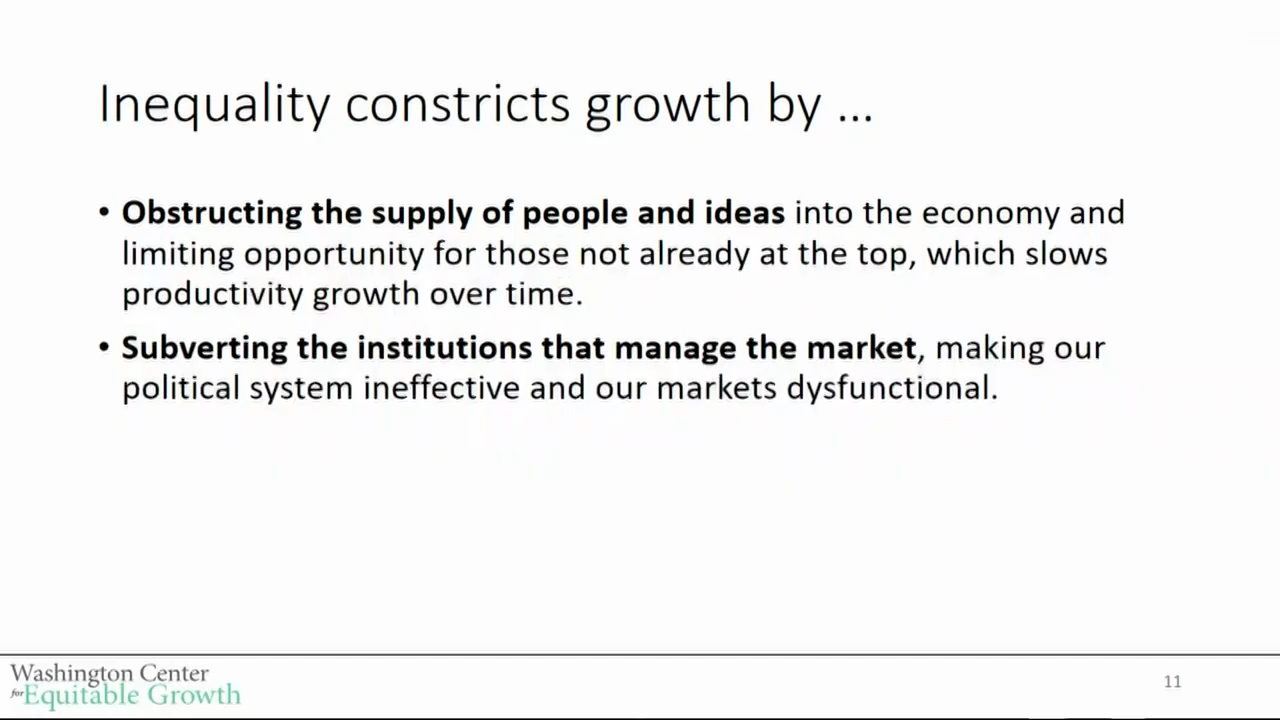 Inequality constricts growth by ...
• Obstructing the supply of people and ideas into the economy and
limiting opportunity for those not already at the top, which slows
productivity growth over time.
• Subverting the institutions that manage the market, making our
political system ineffective and our markets dysfunctional.
Washington Center
for Equitable Growth
11